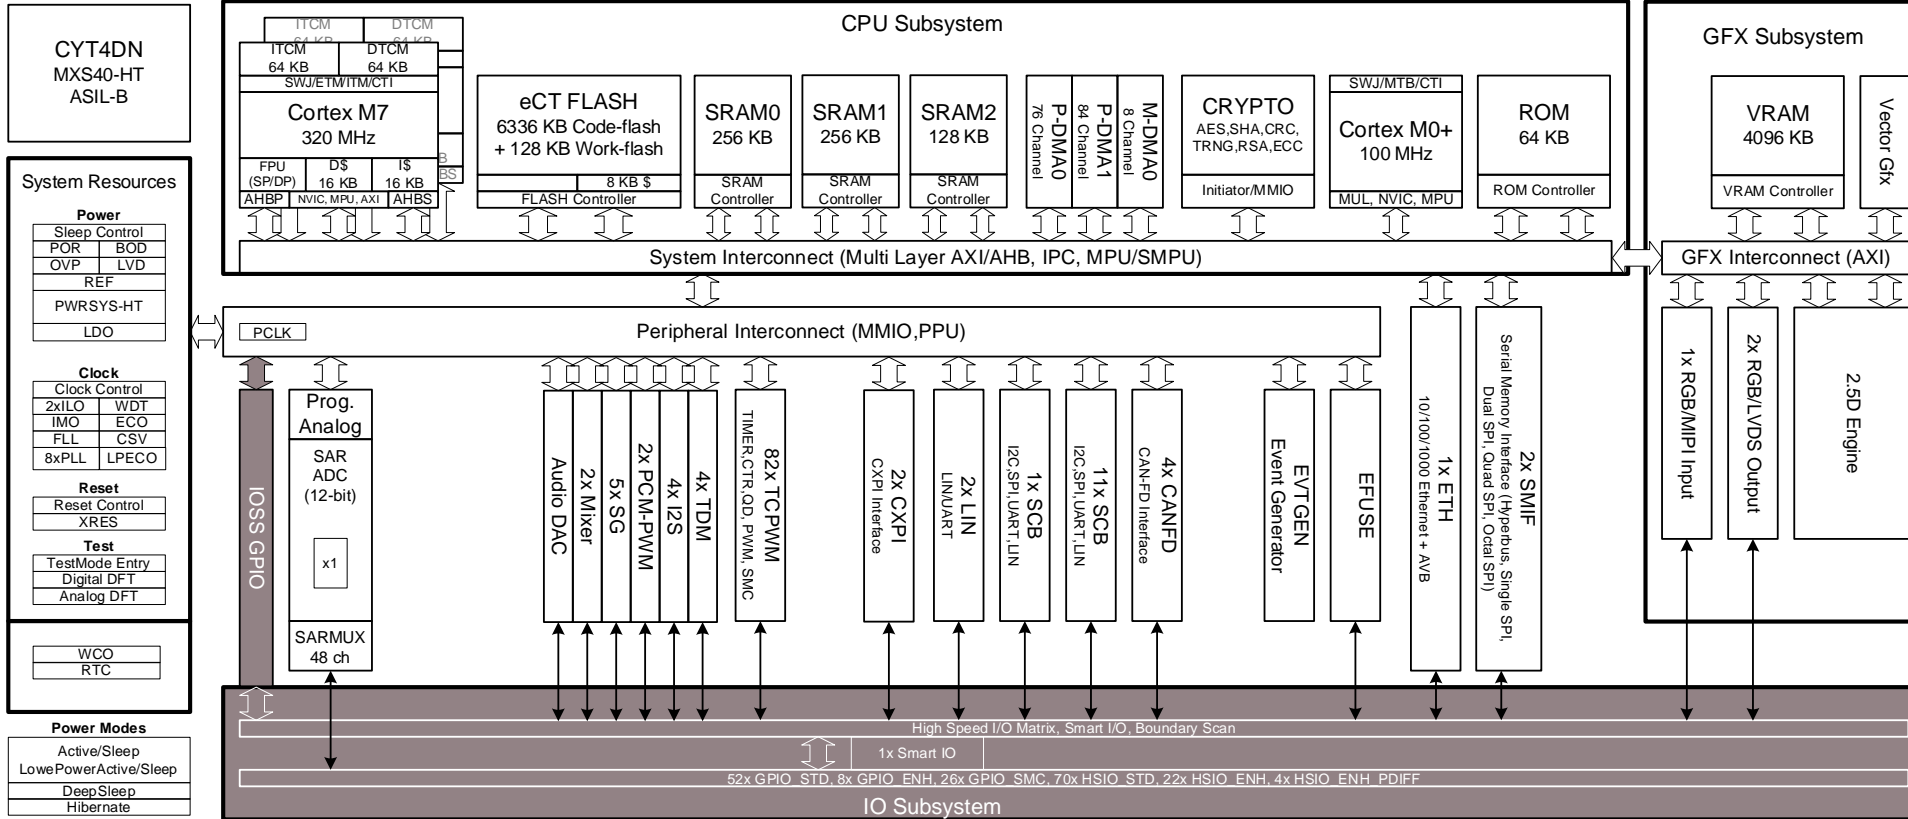 CYT4DN
MXS40-HT
ASIL-B
System Resources
Power
Sleep Control
POR BOD
OVP LVD
REF
PWRSYS-HT
LDO
Clock
Clock Control
2xILO WDT
IMO ECO
FLL CSV
8xPLL LPECO
Reset
Reset Control
XRES
Test
TestMode Entry
Digital DFT
Analog DFT
WCO
RTC
Power Modes
Active/Sleep
LowePowerActive/Sleep
DeepSleep
Hibernate
CPU Subsystem
ITCM DTCM
64 KB 64 KB
ITCM DTCM
64 KB 64 KB
SWJ/ETM/ITM/CTI
Cortex M7
320 MHz
FPU
(SP/DP)
D$
16 KB
I$
16 KB
B
BS
AHBP NVIC, MPU, AXI AHBS
eCT FLASH
6336 KB Code-flash
+ 128 KB Work-flash
8 KB $
FLASH Controller
SRAM0
256 KB
SRAM
Controller
SRAM1
256 KB
SRAM
Controller
SRAM2
128 KB
SRAM
Controller
P-DMA0
76 Channel
P-DMA1
84 Channel
M-DMA0
8 Channel
CRYPTO
AES,SHA,CRC,
TRNG,RSA,ECC
Initiator/MMIO
SWJ/MTB/CTI
Cortex M0+
100 MHz
MUL, NVIC, MPU
ROM
64 KB
ROM Controller
System Interconnect (Multi Layer AXI/AHB, IPC, MPU/SMPU)
GFX Subsystem
VRAM
4096 KB
VRAM Controller
Vector Gfx
GFX Interconnect (AXI)
1x RGB/MIPI Input
2x RGB/LVDS Output
2.5D Engine
PCLK
Peripheral Interconnect (MMIO,PPU)
IOSS GPIO
Prog.
Analog
SAR
ADC
(12-bit)
x1
SARMUX
48 ch
Audio DAC
2x Mixer
5x SG
2x PCM-PWM
4x I2S
4x TDM
82x TCPWM
TIMER,CTR,QD, PWM, SMC
2x CXPI
CXPI Interface
2x LIN
LIN/UART
1x SCB
I2C,SPI,UART,LIN
11x SCB
I2C,SPI,UART,LIN
4x CANFD
CAN-FD Interface
EVTGEN
Event Generator
EFUSE
1x ETH
10/100/1000 Ethernet + AVB
2x SMIF
Serial Memory Interface (Hyperbus, Single SPI,
Dual SPI, Quad SPI, Octal SPI)
High Speed I/O Matrix, Smart I/O, Boundary Scan
1x Smart IO
52x GPIO_STD, 8x GPIO_ENH, 26x GPIO_SMC, 70x HSIO_STD, 22x HSIO_ENH, 4x HSIO_ENH_PDIFF
IO Subsystem